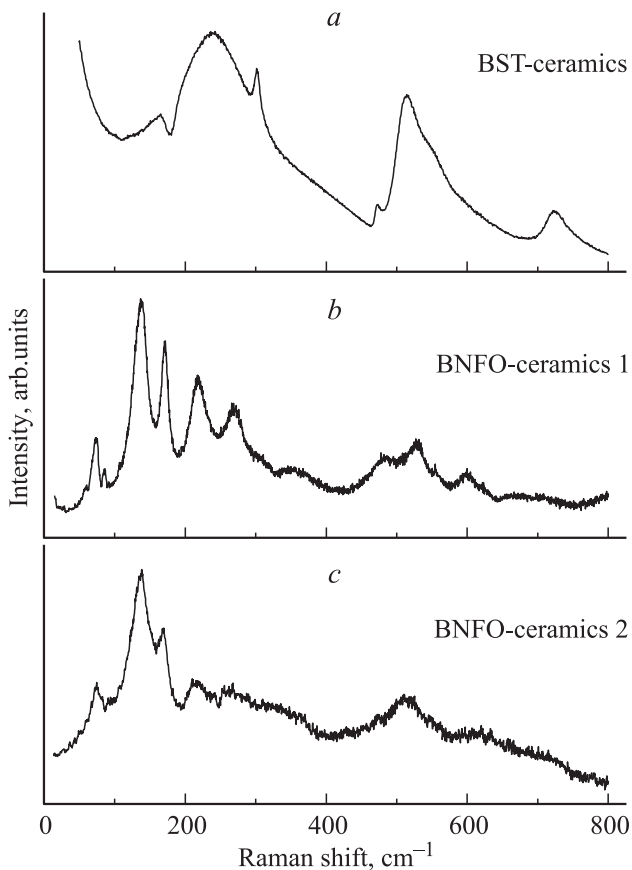 a
BST-ceramics
b
BNFO-ceramics 1
Intensity, arb.units
c
BNFO-ceramics 2
0 200 400 600 800
Raman shift, cm⁻¹